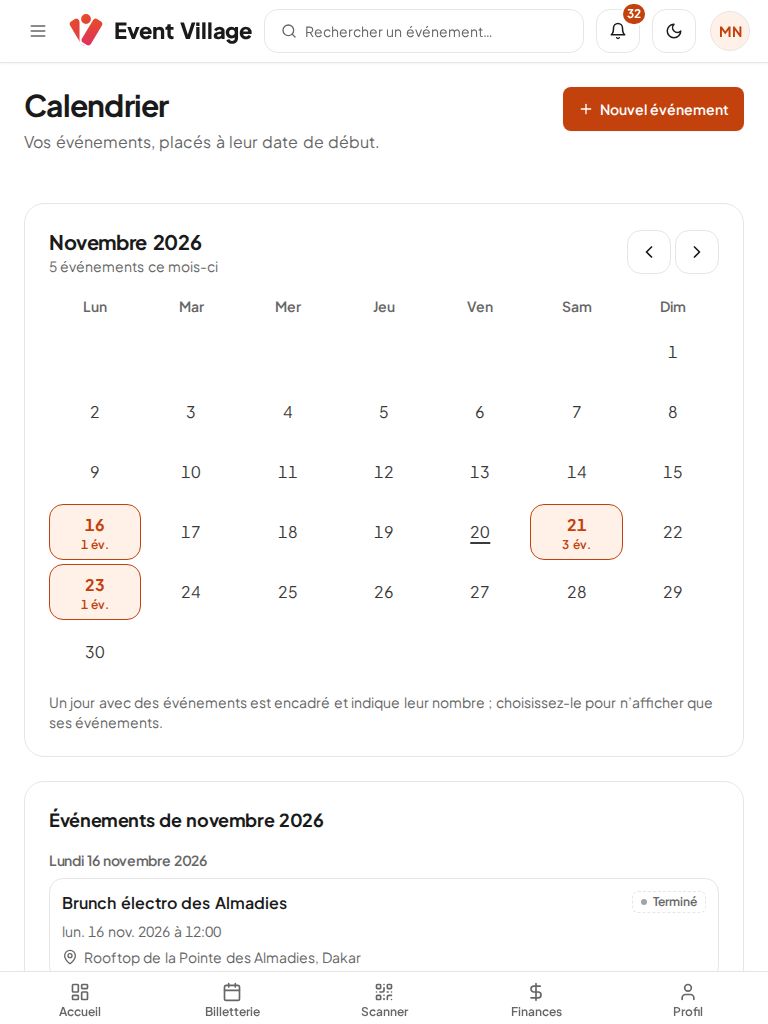 Event Village
Rechercher un événement…
32
MN
Calendrier
Nouvel événement
Vos événements, placés à leur date de début.
Novembre 2026
5 événements ce mois-ci
Lun Mar Mer Jeu Ven Sam Dim
1
2 3 4 5 6 7 8
9 10 11 12 13 14 15
16 17 18 19 20 21 22
1 év. 3 év.
23 24 25 26 27 28 29
1 év.
30
Un jour avec des événements est encadré et indique leur nombre ; choisissez-le pour n’afficher que
ses événements.
Événements de novembre 2026
Lundi 16 novembre 2026
Brunch électro des Almadies
Terminé
lun. 16 nov. 2026 à 12:00
Rooftop de la Pointe des Almadies, Dakar
Accueil Billetterie Scanner Finances Profil